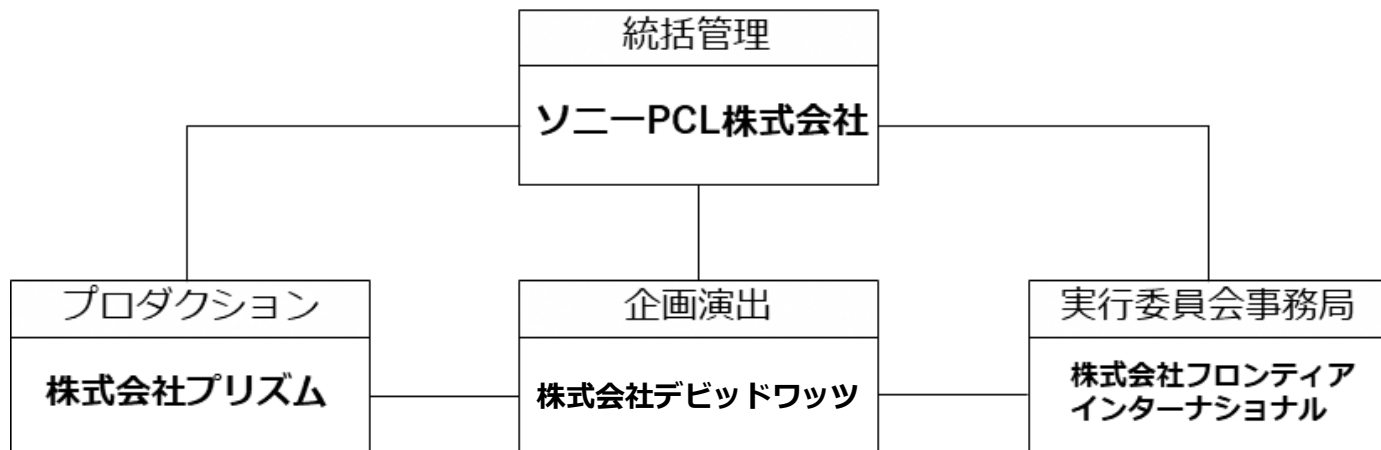 統括管理
ソニーPCL株式会社
プロダクション
株式会社プリズム
企画演出
株式会社デビッドワッツ
実行委員会事務局
株式会社フロンティア
インターナショナル